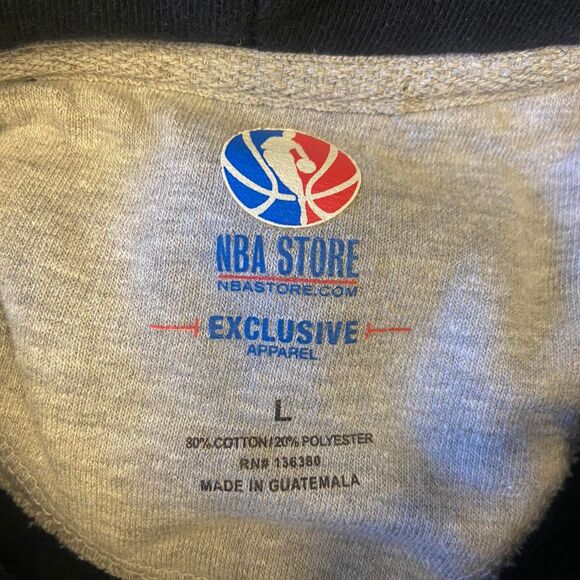 NBA STORE
NBASTORE.COM
EXCLUSIVE
APPAREL
L
80% COTTON/20% POLYESTER
RN# 136380
MADE IN GUATEMALA